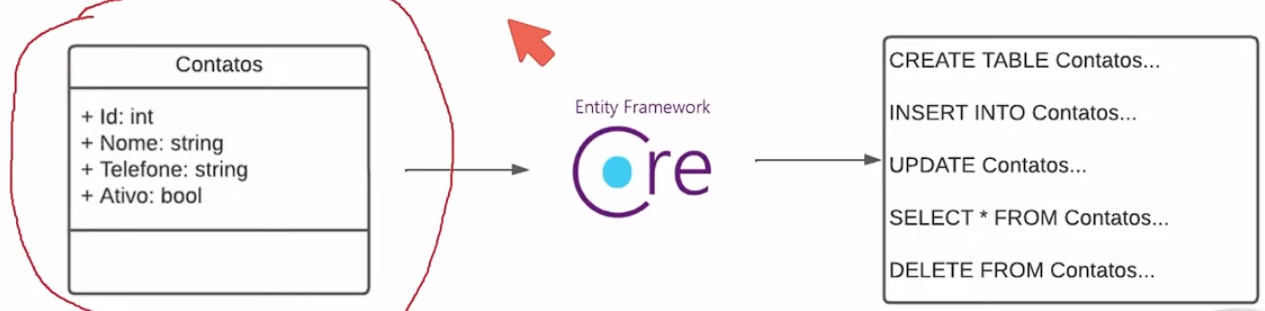 Contatos
+ Id: int
+ Nome: string
+ Telefone: string
+ Ativo: bool
Entity Framework
Core
CREATE TABLE Contatos...
INSERT INTO Contatos...
UPDATE Contatos...
SELECT * FROM Contatos...
DELETE FROM Contatos...